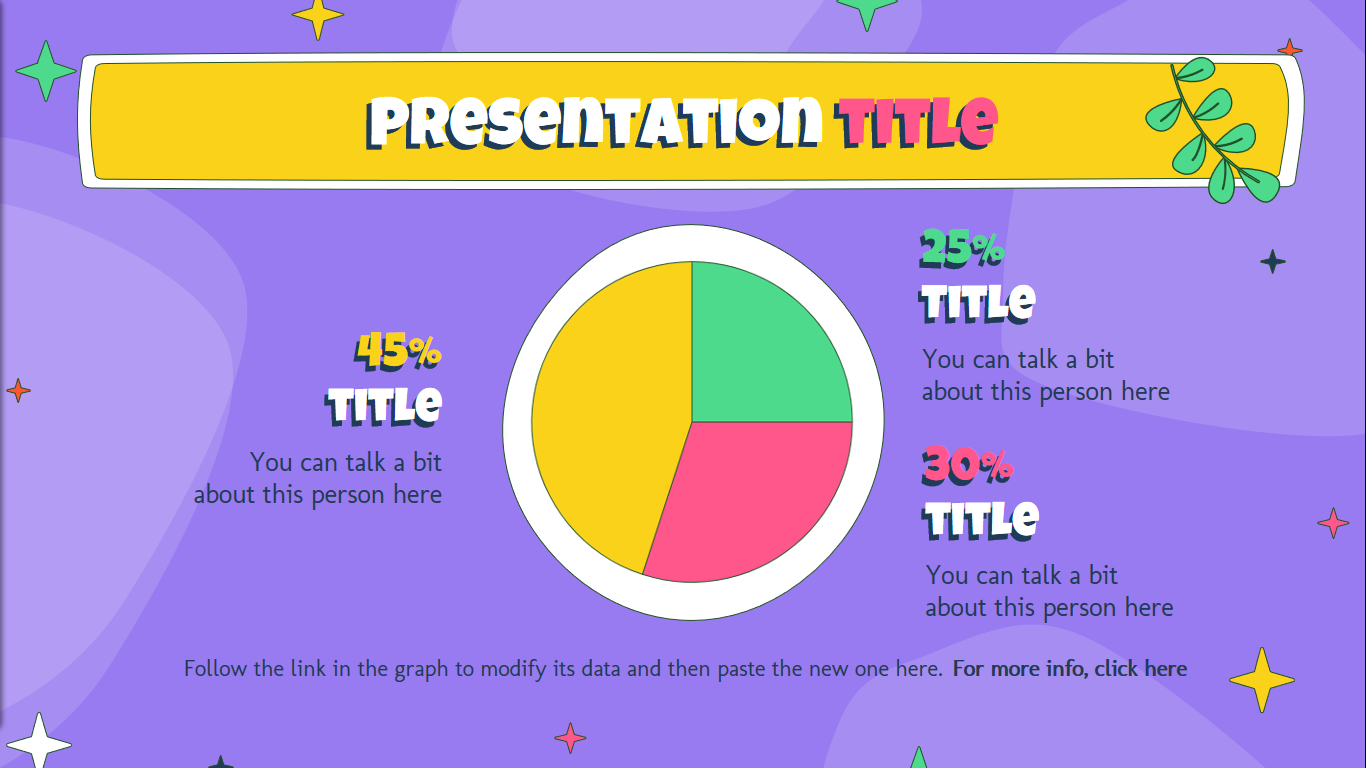 PRESENTATION TITLE
45%
TITLE
You can talk a bit
about this person here
25%
TITLE
You can talk a bit
about this person here
30%
TITLE
You can talk a bit
about this person here
Follow the link in the graph to modify its data and then paste the new one here. For more info, click here